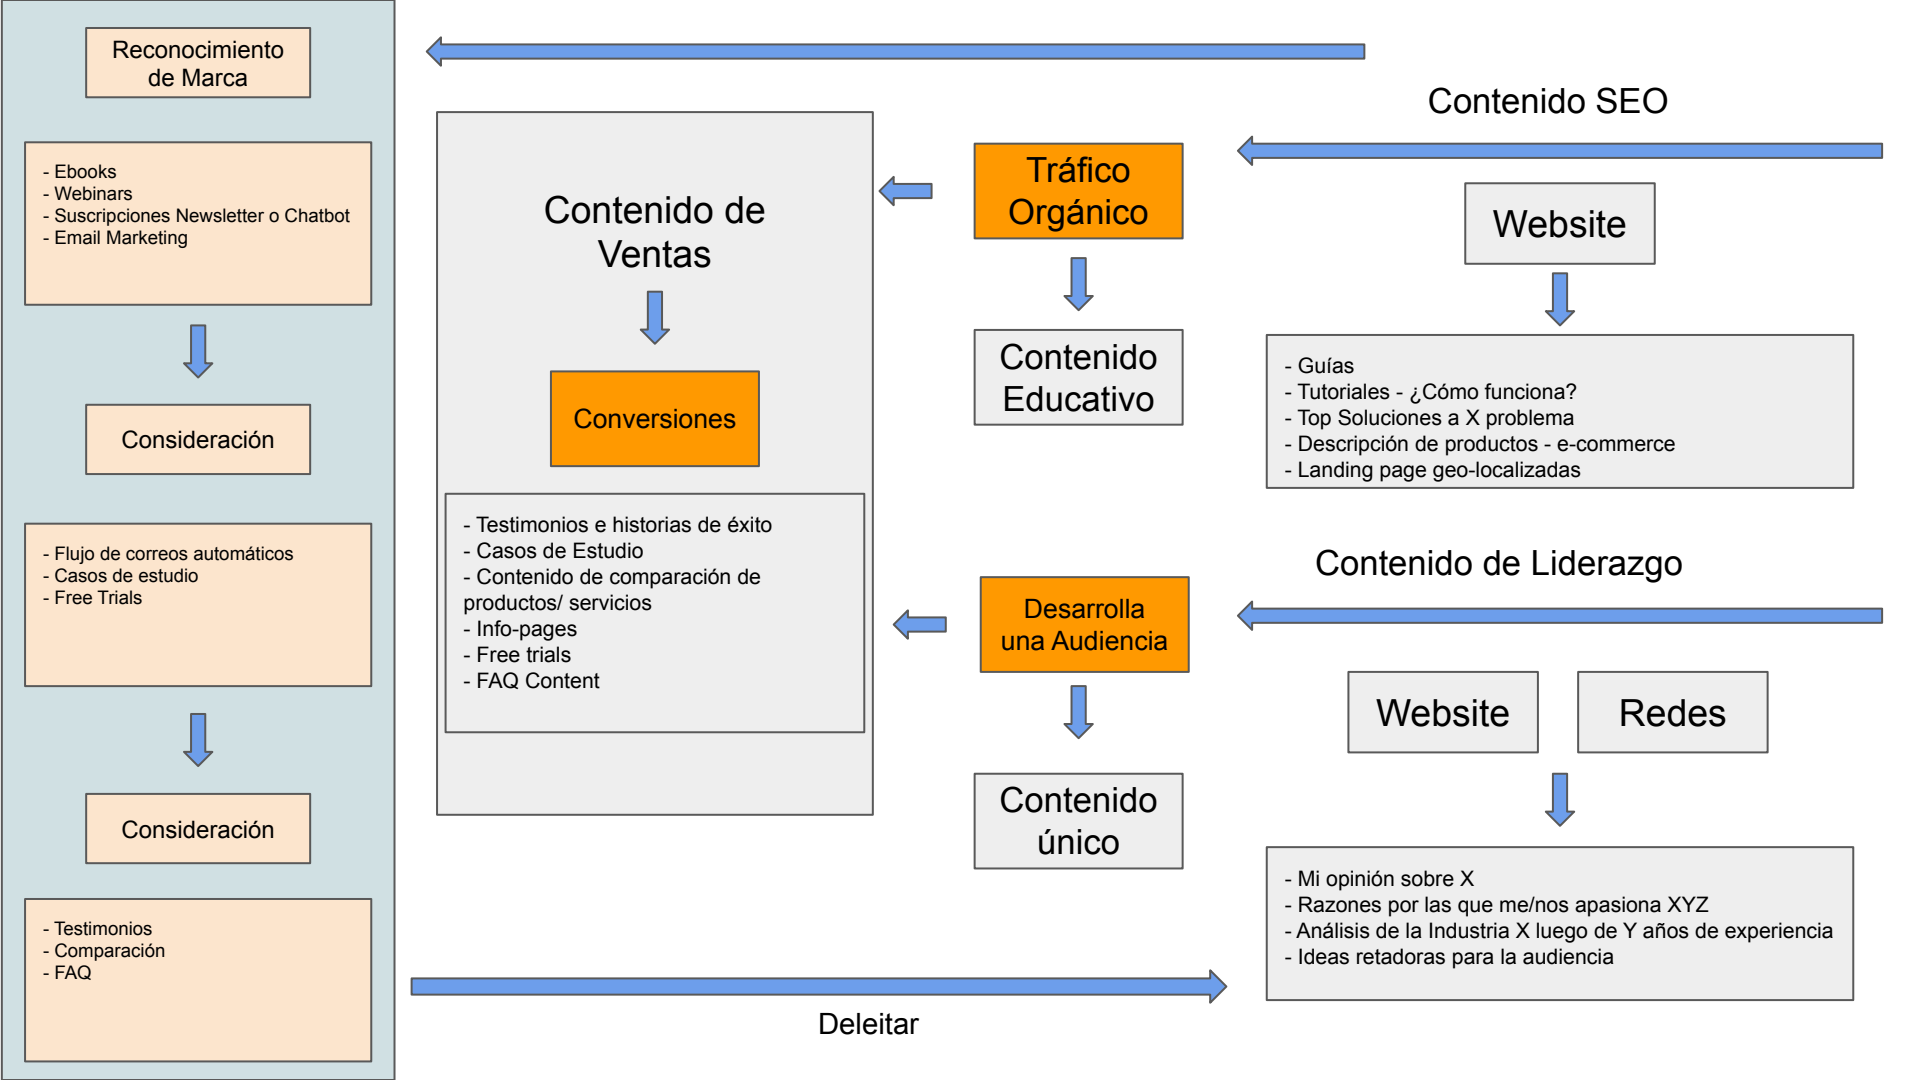 Reconocimiento
de Marca
- Ebooks
- Webinars
- Suscripciones Newsletter o Chatbot
- Email Marketing
Consideración
- Flujo de correos automáticos
- Casos de estudio
- Free Trials
Consideración
- Testimonios
- Comparación
- FAQ
Contenido de
Ventas
Conversiones
- Testimonios e historias de éxito
- Casos de Estudio
- Contenido de comparación de
productos/ servicios
- Info-pages
- Free trials
- FAQ Content
Tráfico
Orgánico
Contenido
Educativo
Desarrolla
una Audiencia
Contenido
único
Contenido SEO
Website
- Guías
- Tutoriales - ¿Cómo funciona?
- Top Soluciones a X problema
- Descripción de productos - e-commerce
- Landing page geo-localizadas
Contenido de Liderazgo
Website
Redes
- Mi opinión sobre X
- Razones por las que me/nos apasiona XYZ
- Análisis de la Industria X luego de Y años de experiencia
- Ideas retadoras para la audiencia
Deleitar